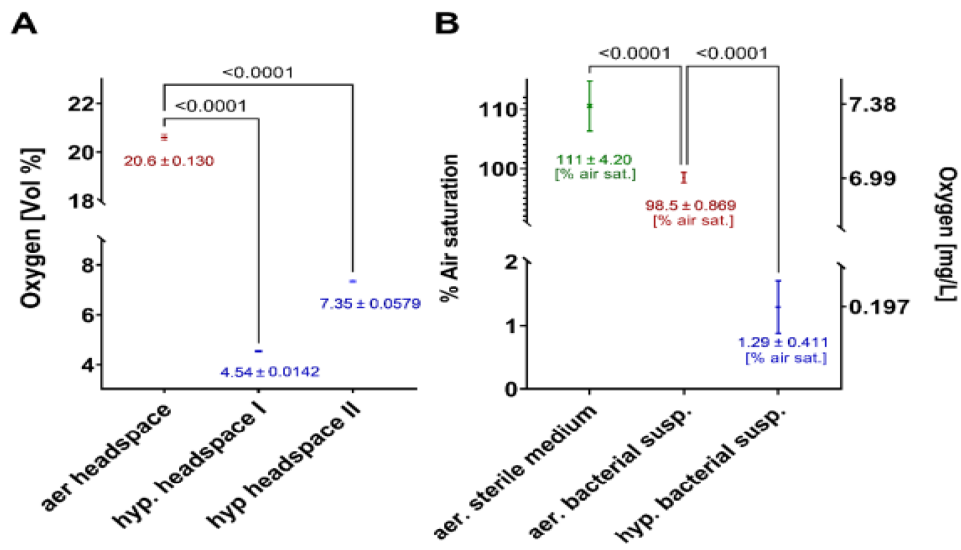 A
<0.0001
<0.0001
Oxygen [Vol %]
22
20
18
8
6
4
20.6 ± 0.130
4.54 ± 0.0142
7.35 ± 0.0579
aer headspace
hyp. headspace I
hyp headspace II
B
<0.0001
<0.0001
% Air saturation
110
100
2
1
0
111 ± 4.20
[% air sat.]
98.5 ± 0.869
[% air sat.]
1.29 ± 0.411
[% air sat.]
7.38
6.99
0.197
Oxygen [mg/L]
aer. sterile medium
aer. bacterial susp.
hyp. bacterial susp.